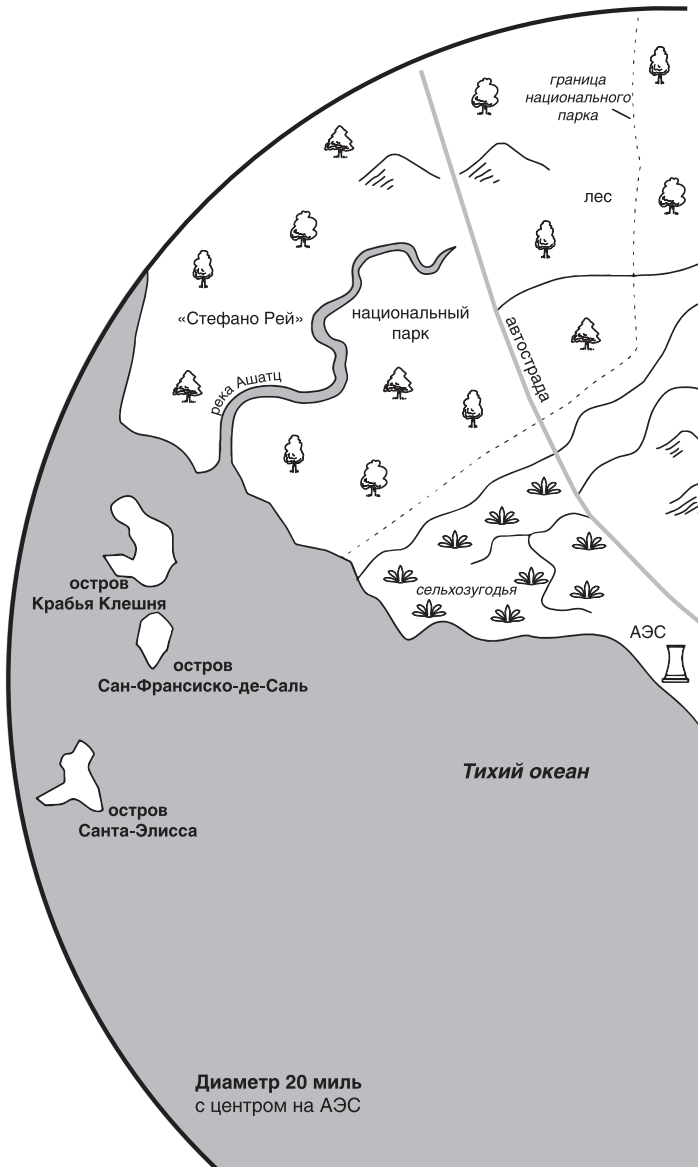 граница
национального
парка
лес
«Стефано Рей»
национальный
парк
автострада
река Ашатц
остров
Крабья Клешня
сельхозугодья
остров
Сан-Франсиско-де-Саль
АЭС
Тихий океан
остров
Санта-Элисса
Диаметр 20 миль
с центром на АЭС